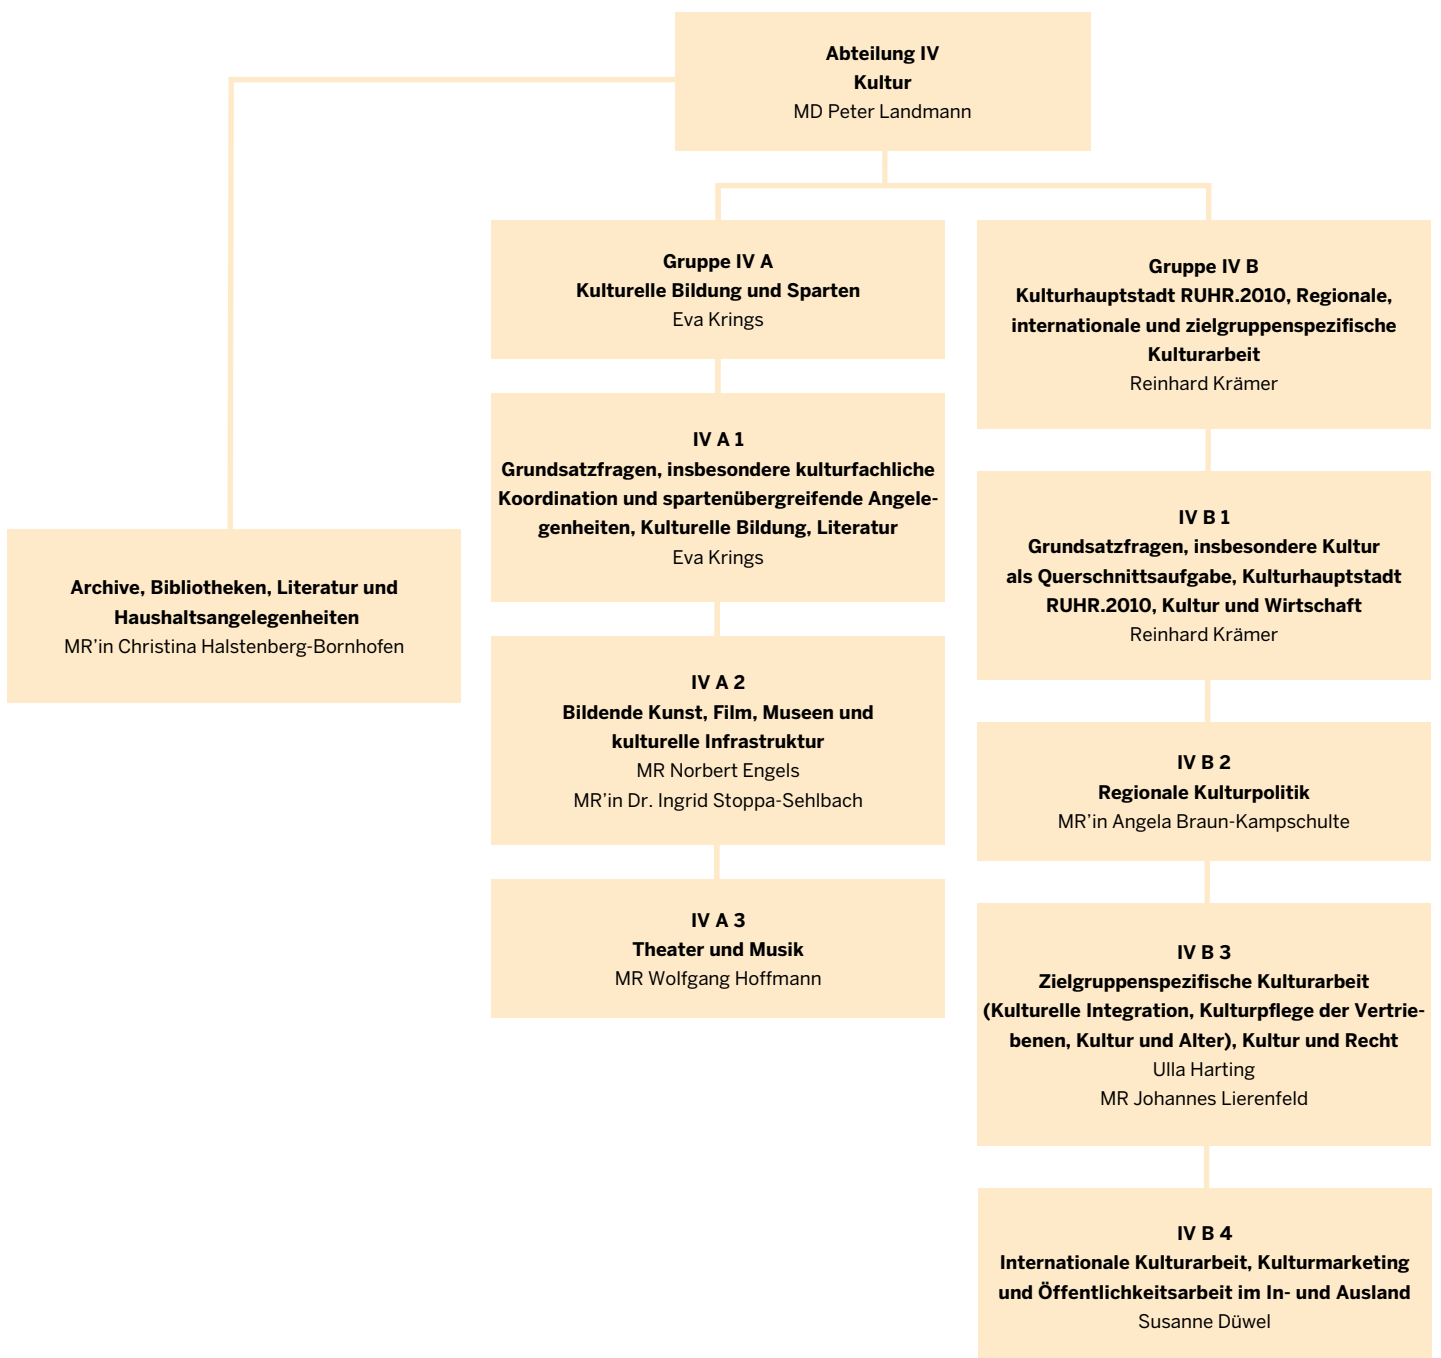 Abteilung IV
Kultur
MD Peter Landmann
Gruppe IV A
Kulturelle Bildung und Sparten
Eva Krings
Gruppe IV B
Kulturhauptstadt RUHR.2010, Regionale,
internationale und zielgruppenspezifische
Kulturarbeit
Reinhard Krämer
IV A 1
Grundsatzfragen, insbesondere kulturfachliche
Koordination und spartenübergreifende Angele-
genheiten, Kulturelle Bildung, Literatur
Eva Krings
IV B 1
Grundsatzfragen, insbesondere Kultur
als Querschnittsaufgabe, Kulturhauptstadt
RUHR.2010, Kultur und Wirtschaft
Reinhard Krämer
Archive, Bibliotheken, Literatur und
Haushaltsangelegenheiten
MR’in Christina Halstenberg-Bornhofen
IV A 2
Bildende Kunst, Film, Museen und
kulturelle Infrastruktur
MR Norbert Engels
MR’in Dr. Ingrid Stoppa-Sehlbach
IV B 2
Regionale Kulturpolitik
MR’in Angela Braun-Kampschulte
IV A 3
Theater und Musik
MR Wolfgang Hoffmann
IV B 3
Zielgruppenspezifische Kulturarbeit
(Kulturelle Integration, Kulturpflege der Vertrie-
benen, Kultur und Alter), Kultur und Recht
Ulla Harting
MR Johannes Lierenfeld
IV B 4
Internationale Kulturarbeit, Kulturmarketing
und Öffentlichkeitsarbeit im In- und Ausland
Susanne Düwel